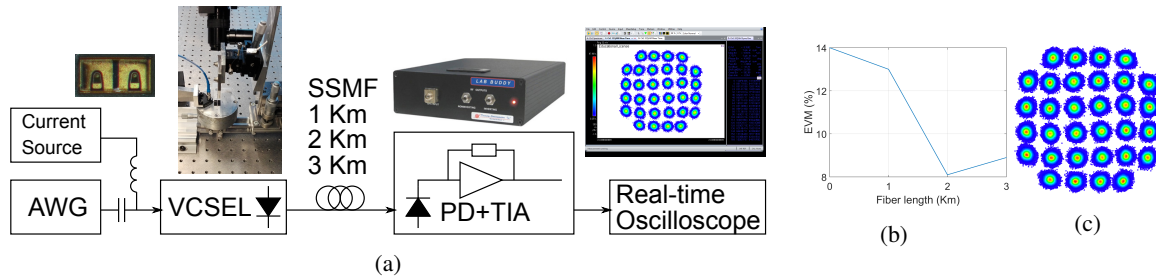 Current
Source
AWG
VCSEL
SSMF
1 Km
2 Km
3 Km
LAB BUDDY
PD+TIA
Real-time
Oscilloscope
(a)
14
12
10
8
EVM (%)
0
1
2
3
Fiber length (Km)
(b)
(c)